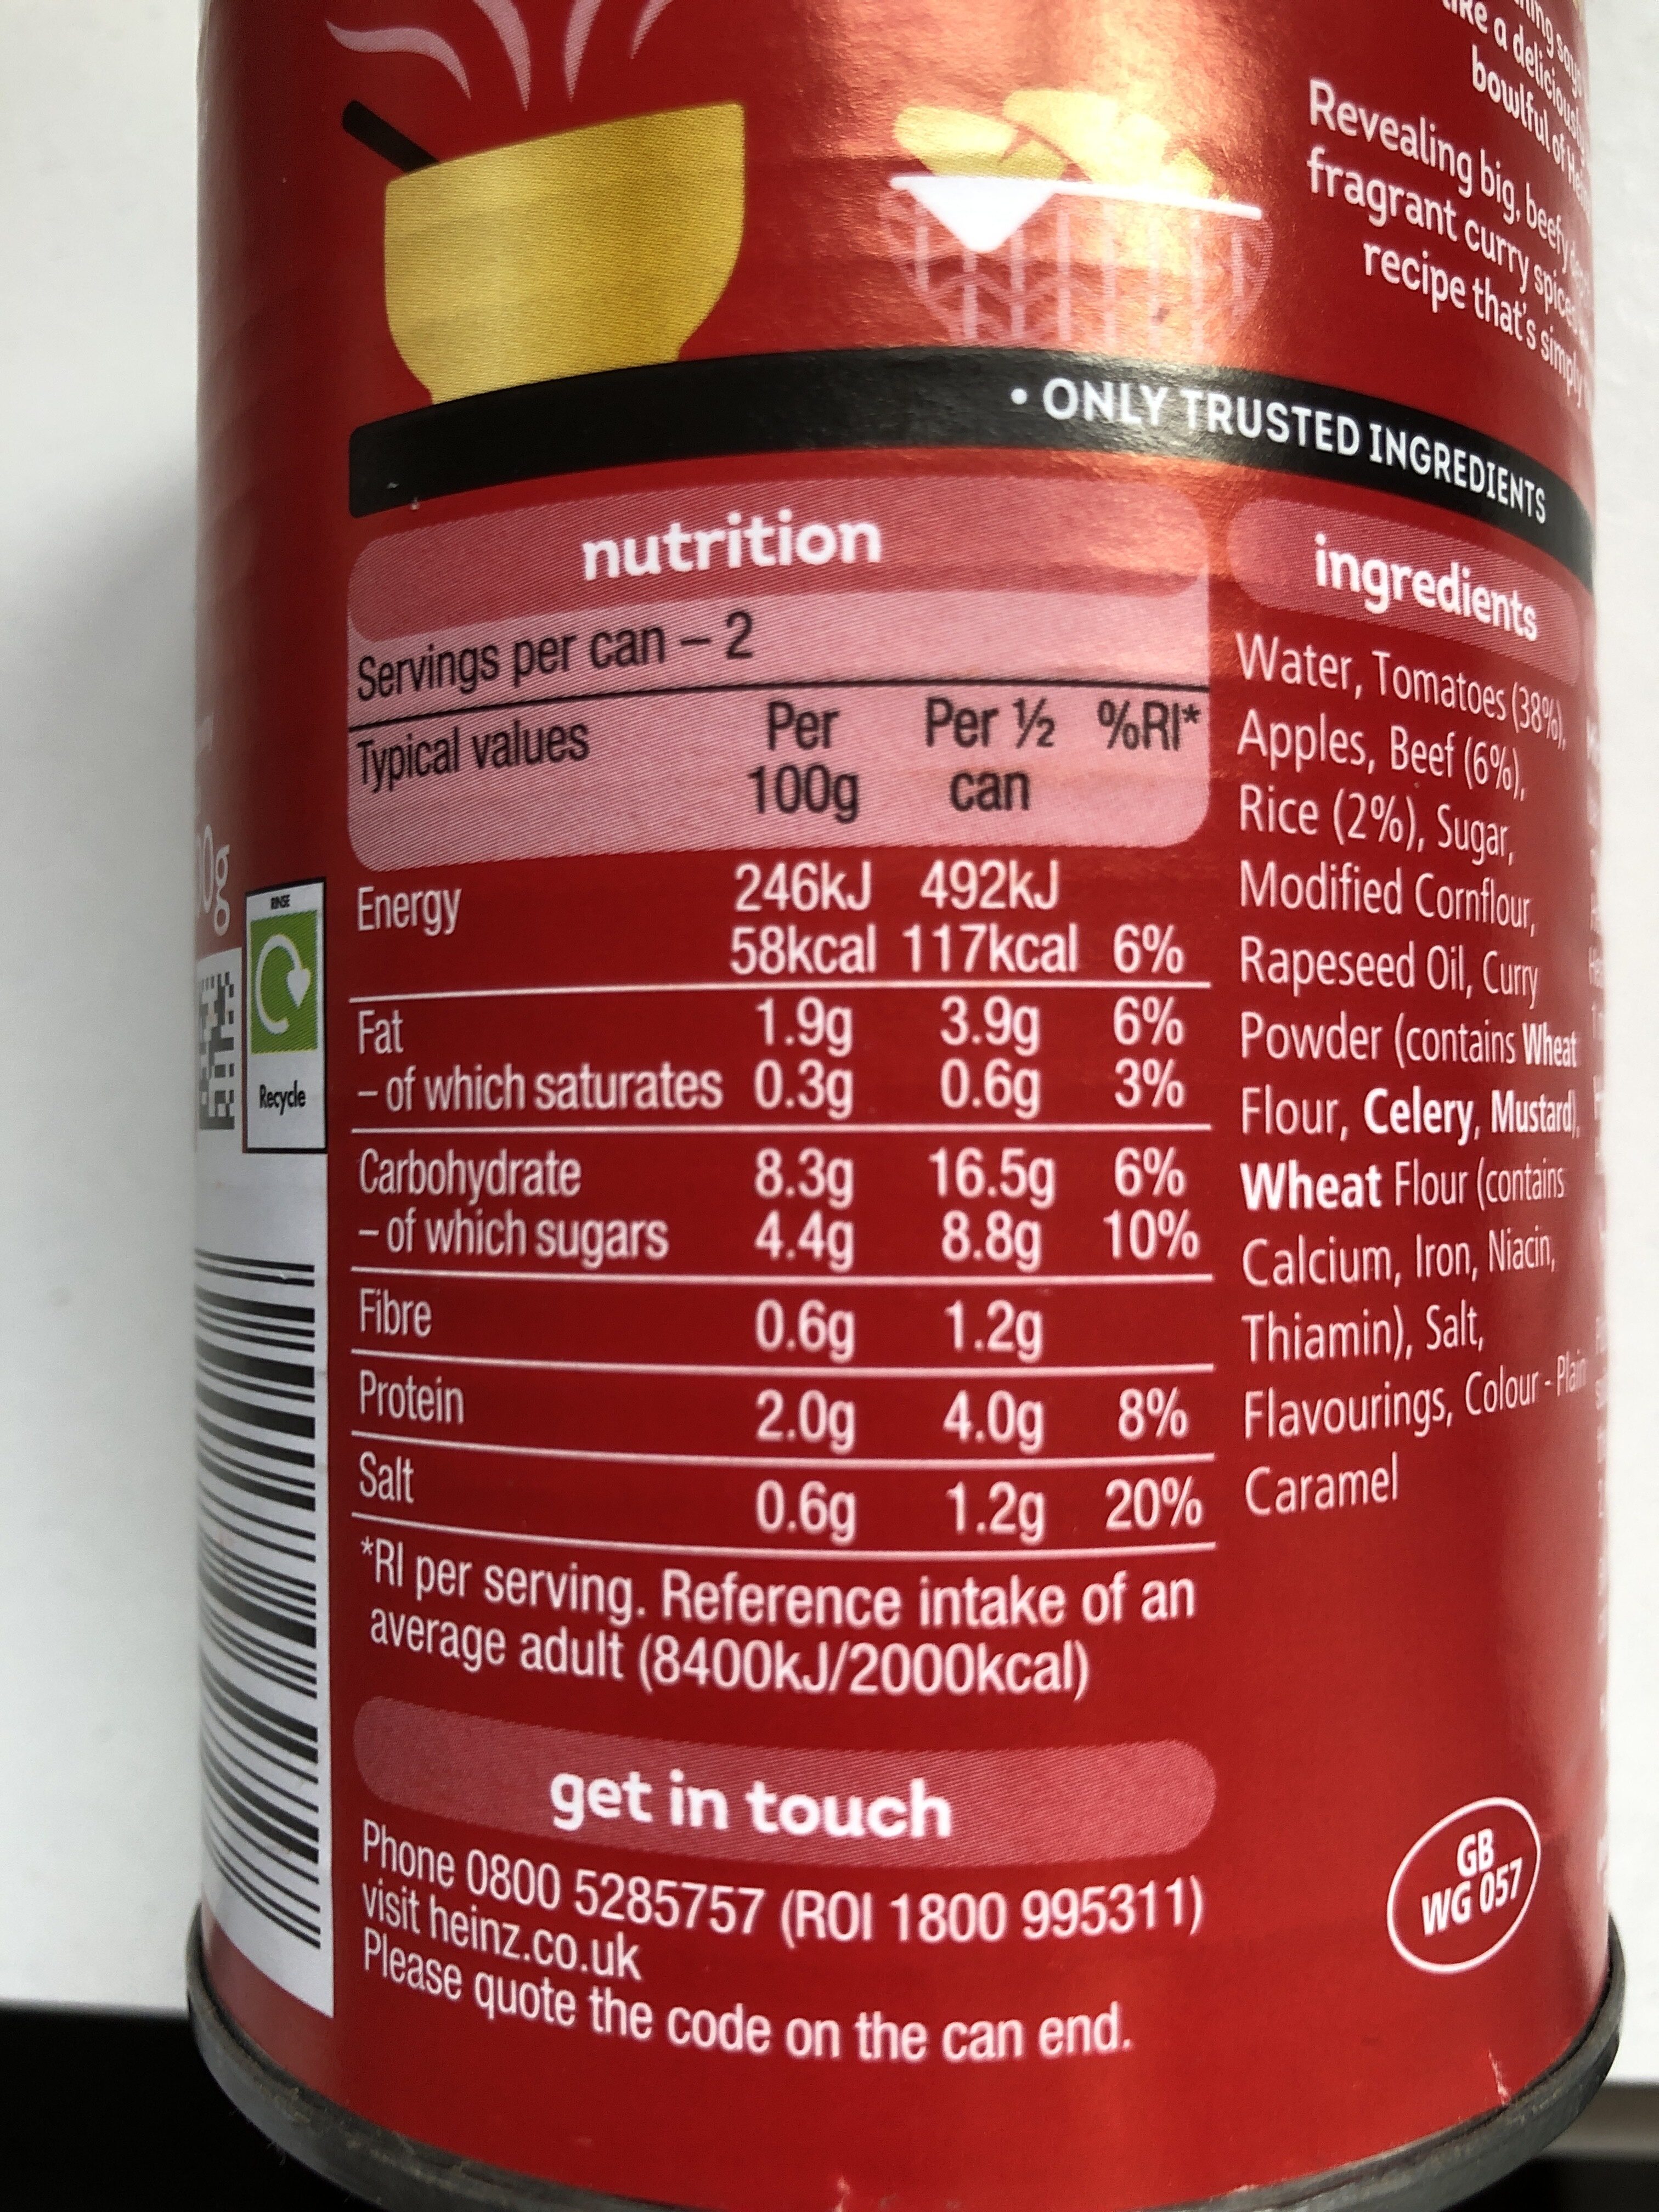 like a deliciously
bowlful of
Revealing big, beefy
fragrant curry spices
recipe that's simply
• ONLY TRUSTED INGREDIENTS
nutrition
Servings per can – 2
Typical values Per 100g Per ½ can %RI*
Energy 246kJ 492kJ
58kcal 117kcal 6%
Fat 1.9g 3.9g 6%
– of which saturates 0.3g 0.6g 3%
Carbohydrate 8.3g 16.5g 6%
– of which sugars 4.4g 8.8g 10%
Fibre 0.6g 1.2g
Protein 2.0g 4.0g 8%
Salt 0.6g 1.2g 20%
*RI per serving. Reference intake of an
average adult (8400kJ/2000kcal)
ingredients
Water, Tomatoes (38%),
Apples, Beef (6%),
Rice (2%), Sugar,
Modified Cornflour,
Rapeseed Oil, Curry
Powder (contains Wheat
Flour, Celery, Mustard),
Wheat Flour (contains
Calcium, Iron, Niacin,
Thiamin), Salt,
Flavourings, Colour - Plain
Caramel
get in touch
Phone 0800 5285757 (ROI 1800 995311)
visit heinz.co.uk
Please quote the code on the can end.
GB
WG 057
RINSE
Recycle